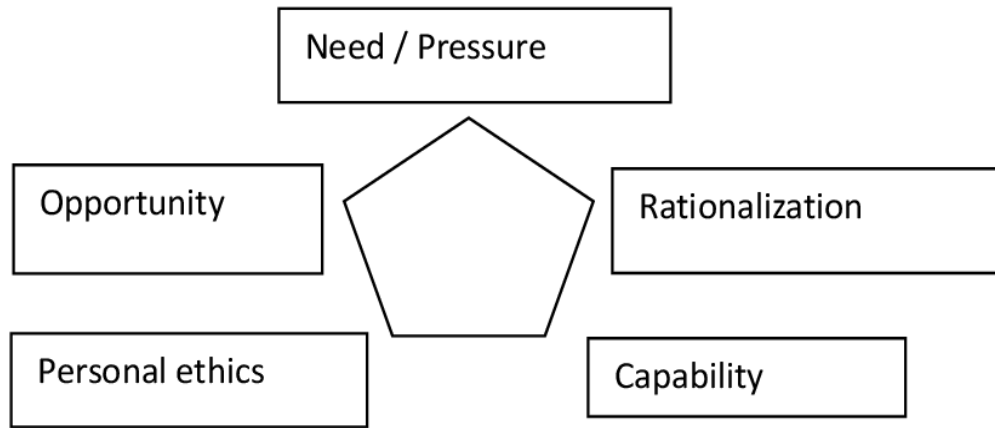 Need / Pressure
Opportunity
Rationalization
Personal ethics
Capability